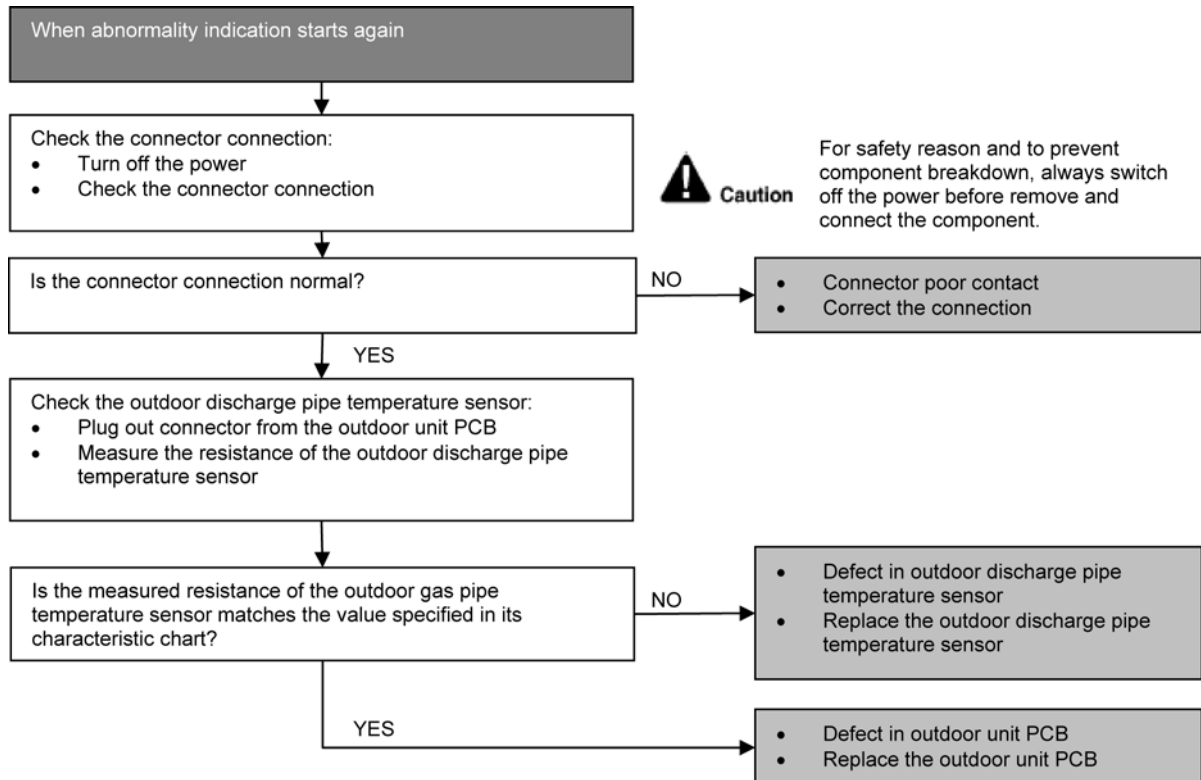 When abnormality indication starts again
Check the connector connection:
• Turn off the power
• Check the connector connection
Caution
For safety reason and to prevent
component breakdown, always switch
off the power before remove and
connect the component.
Is the connector connection normal?
NO
• Connector poor contact
• Correct the connection
YES
Check the outdoor discharge pipe temperature sensor:
• Plug out connector from the outdoor unit PCB
• Measure the resistance of the outdoor discharge pipe
temperature sensor
Is the measured resistance of the outdoor gas pipe
temperature sensor matches the value specified in its
characteristic chart?
NO
• Defect in outdoor discharge pipe
temperature sensor
• Replace the outdoor discharge pipe
temperature sensor
YES
• Defect in outdoor unit PCB
• Replace the outdoor unit PCB